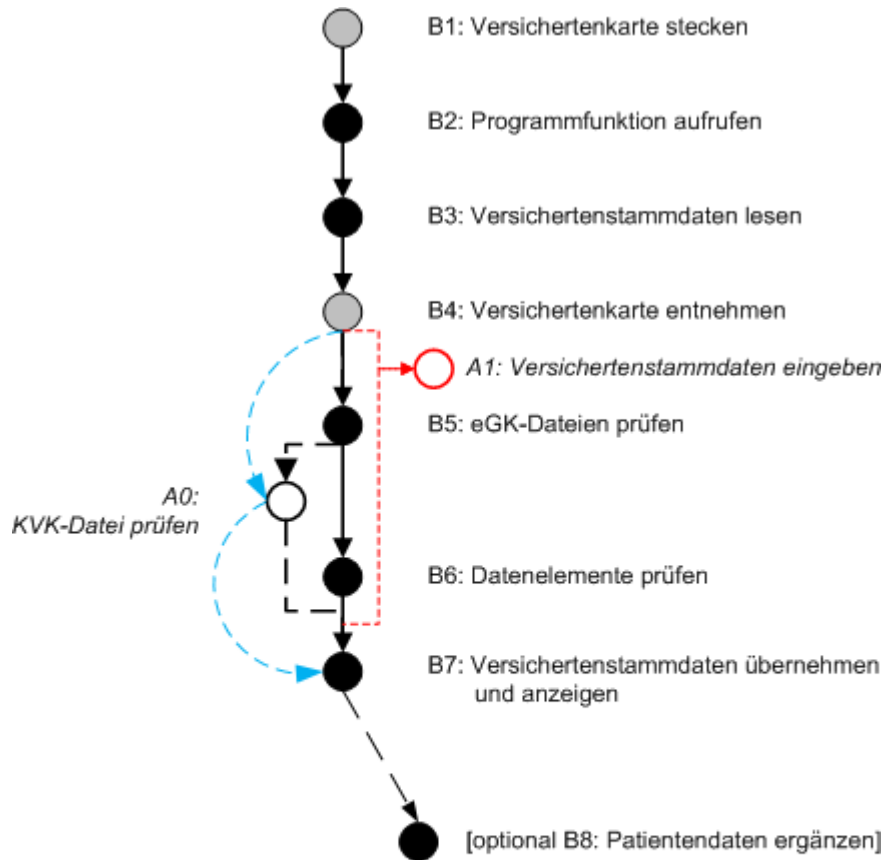 B1: Versichertenkarte stecken
B2: Programmfunktion aufrufen
B3: Versichertenstammdaten lesen
B4: Versichertenkarte entnehmen
A1: Versichertenstammdaten eingeben
B5: eGK-Dateien prüfen
A0:
KVK-Datei prüfen
B6: Datenelemente prüfen
B7: Versichertenstammdaten übernehmen
und anzeigen
[optional B8: Patientendaten ergänzen]